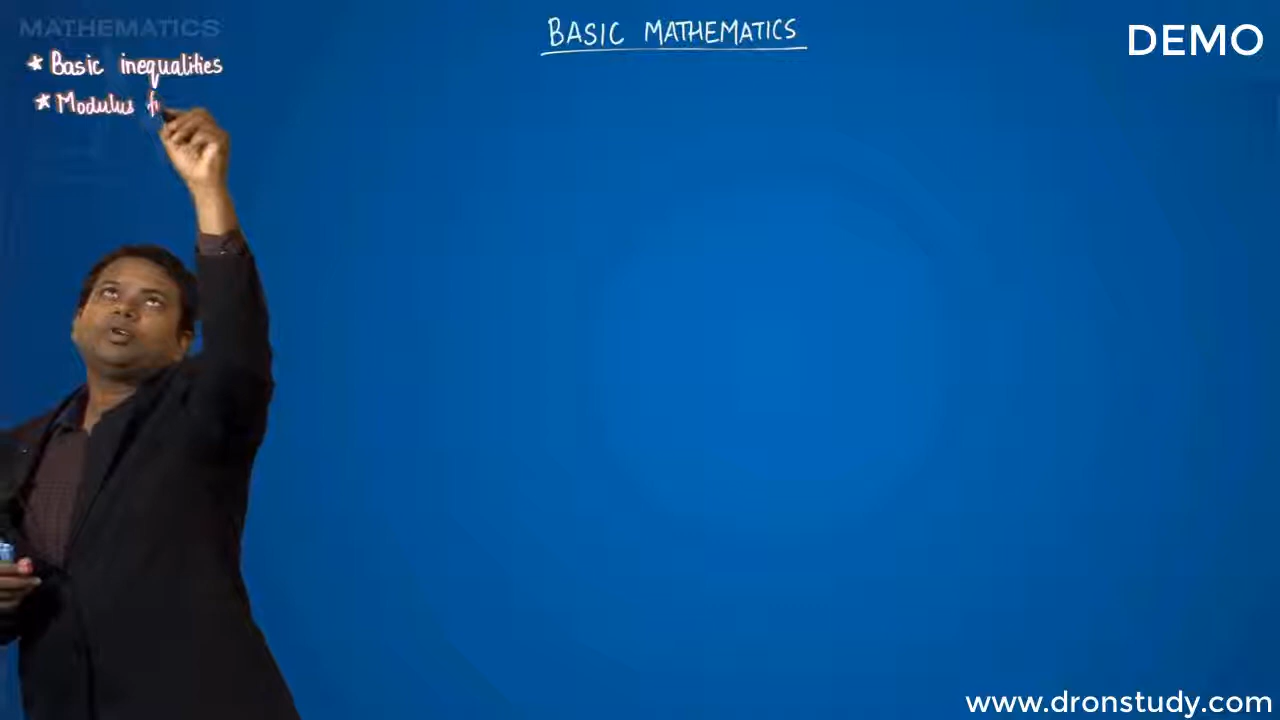 MATHEMATICS
BASIC MATHEMATICS
DEMO
* Basic inequalities
* Modulus f
www.dronstudy.com